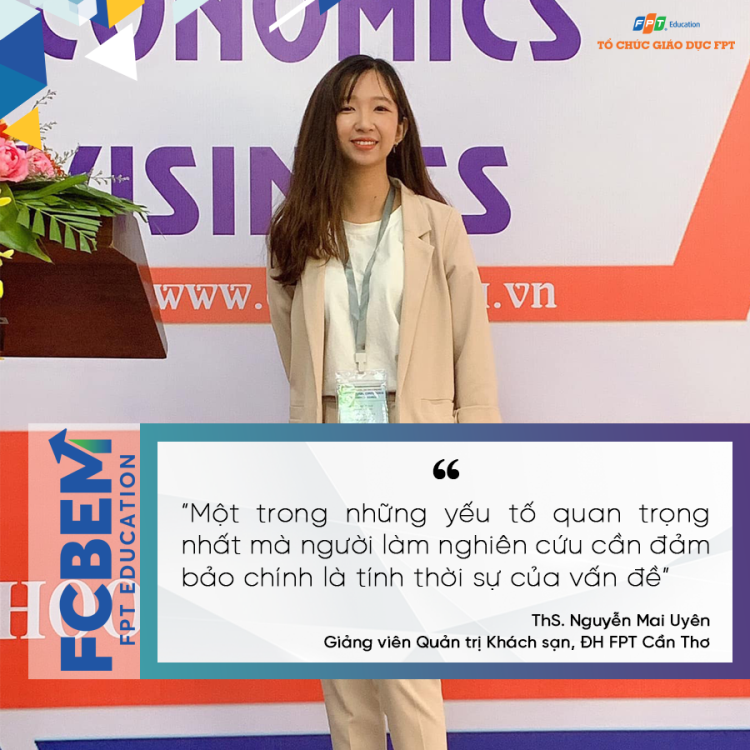 CONOMICS
FPT Education
TỔ CHỨC GIÁO DỤC FPT
www.
.vn
FCBEM
FPT EDUCATION
“
“Một trong những yếu tố quan trọng
nhất mà người làm nghiên cứu cần đảm
bảo chính là tính thời sự của vấn đề”
ThS. Nguyễn Mai Uyên
Giảng viên Quản trị Khách sạn, ĐH FPT Cần Thơ